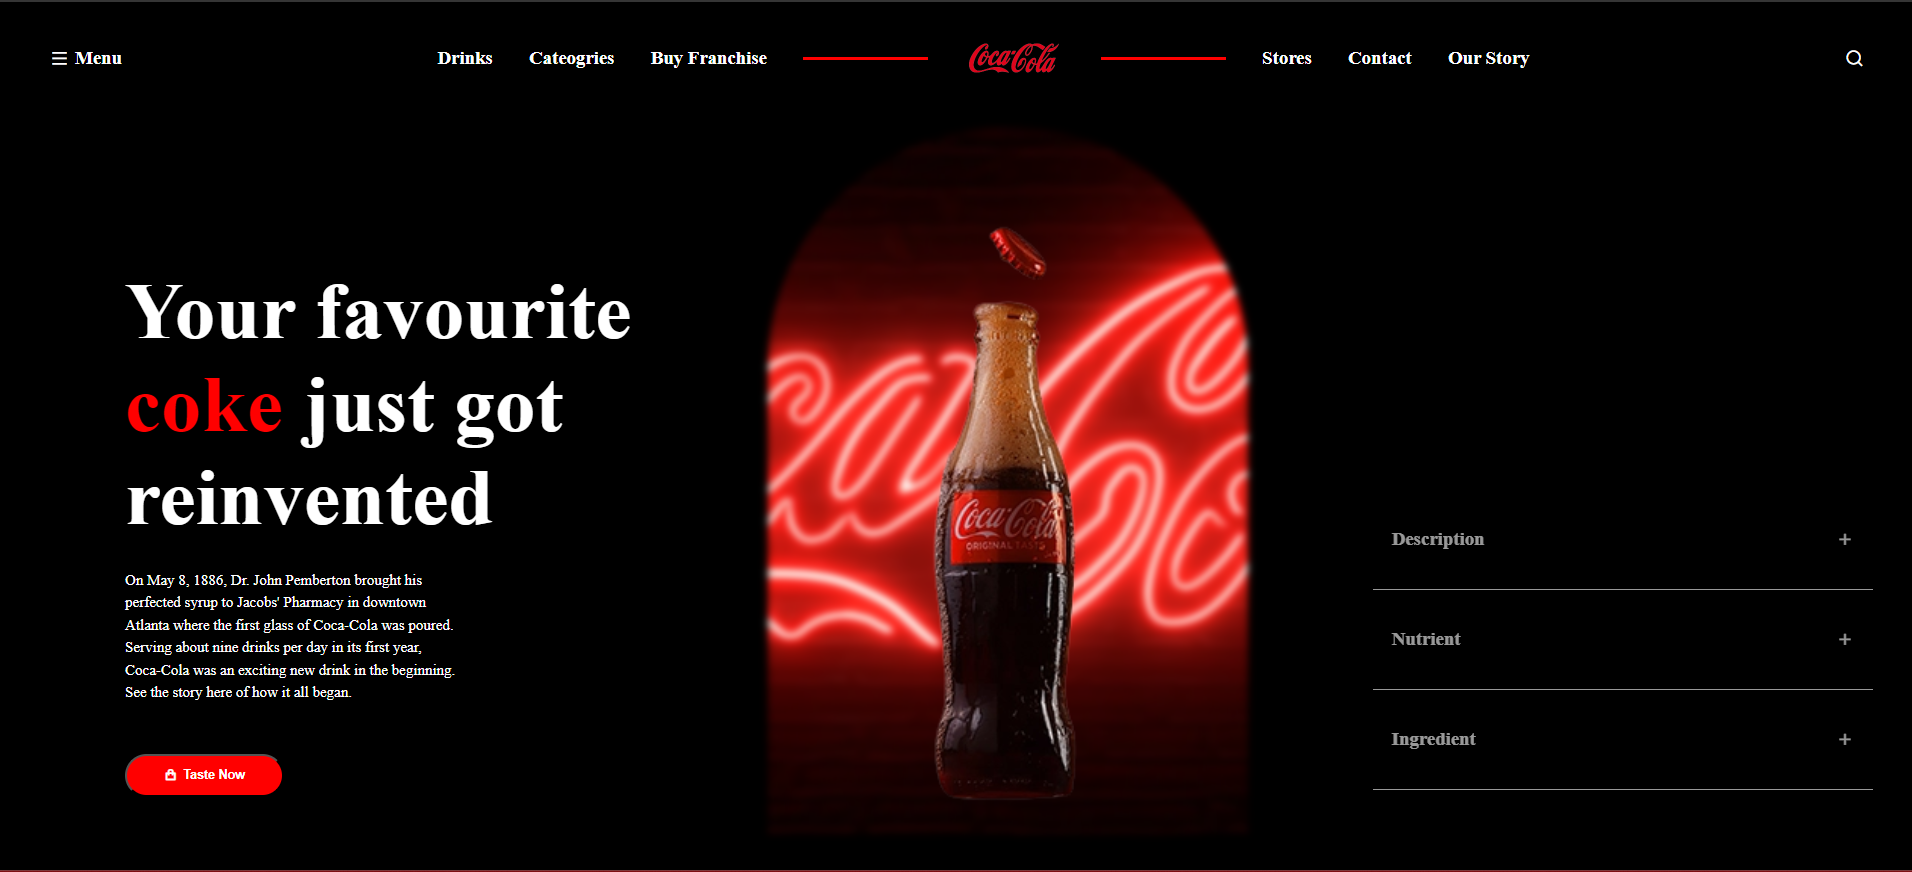 Menu
Drinks
Cateogries
Buy Franchise
Coca-Cola
Stores
Contact
Our Story
Your favourite
coke just got
reinvented
On May 8, 1886, Dr. John Pemberton brought his
perfected syrup to Jacobs' Pharmacy in downtown
Atlanta where the first glass of Coca-Cola was poured.
Serving about nine drinks per day in its first year,
Coca-Cola was an exciting new drink in the beginning.
See the story here of how it all began.
Taste Now
Coca-Cola
ORIGINAL TASTE
Description
Nutrient
Ingredient